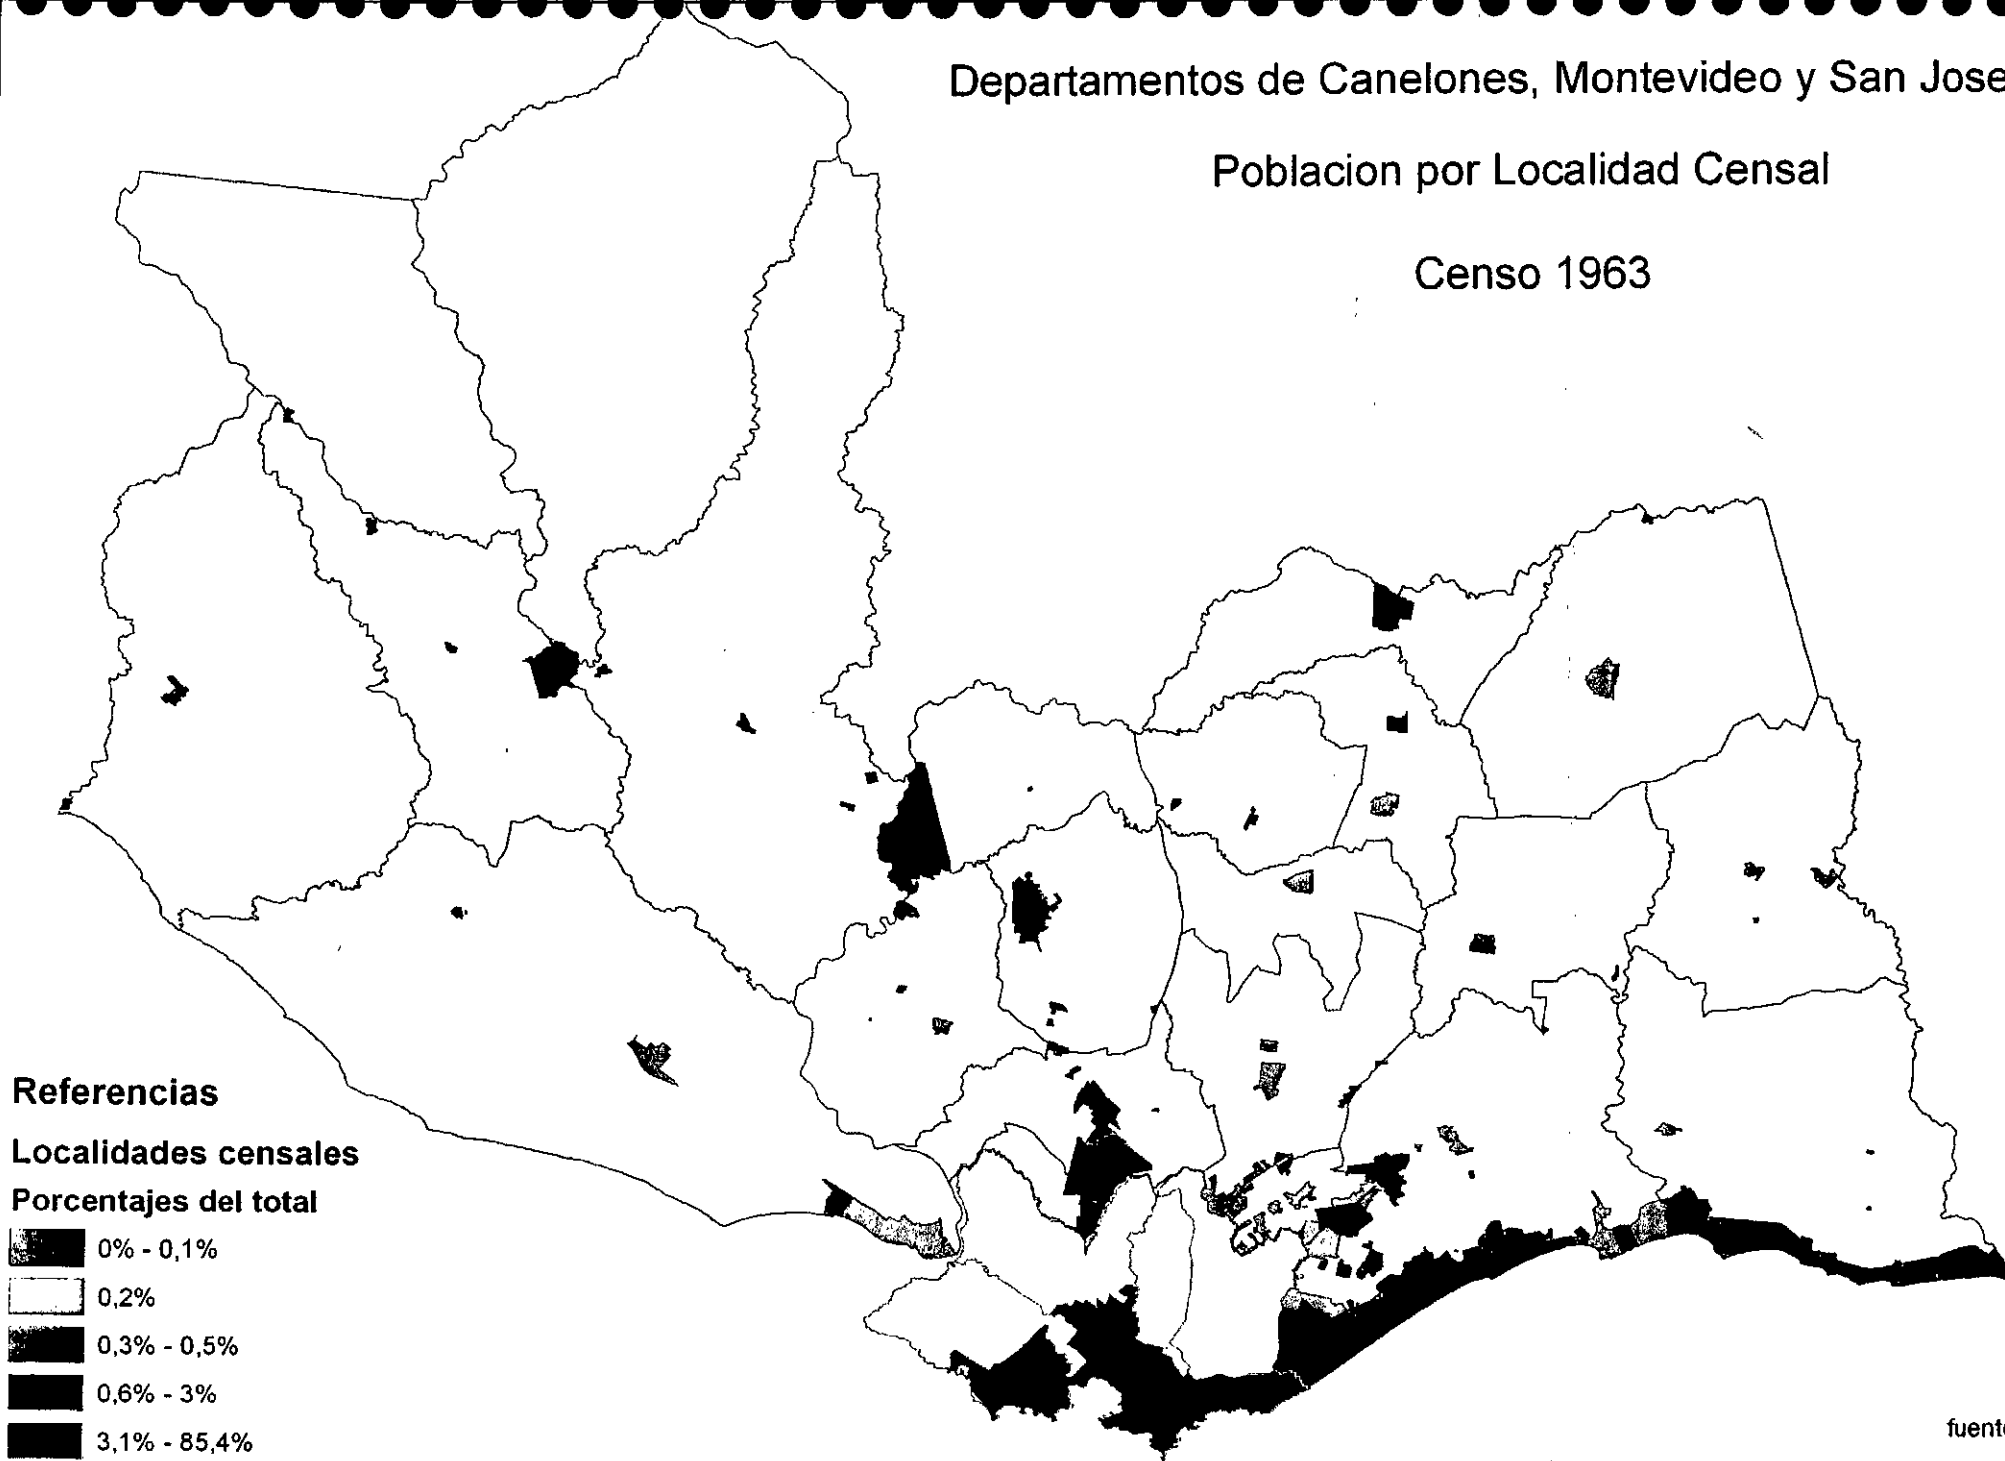 Departamentos de Canelones, Montevideo y San Jose
Poblacion por Localidad Censal
Censo 1963
Referencias
Localidades censales
Porcentajes del total
0% - 0,1%
0,2%
0,3% - 0,5%
0,6% - 3%
3,1% - 85,4%